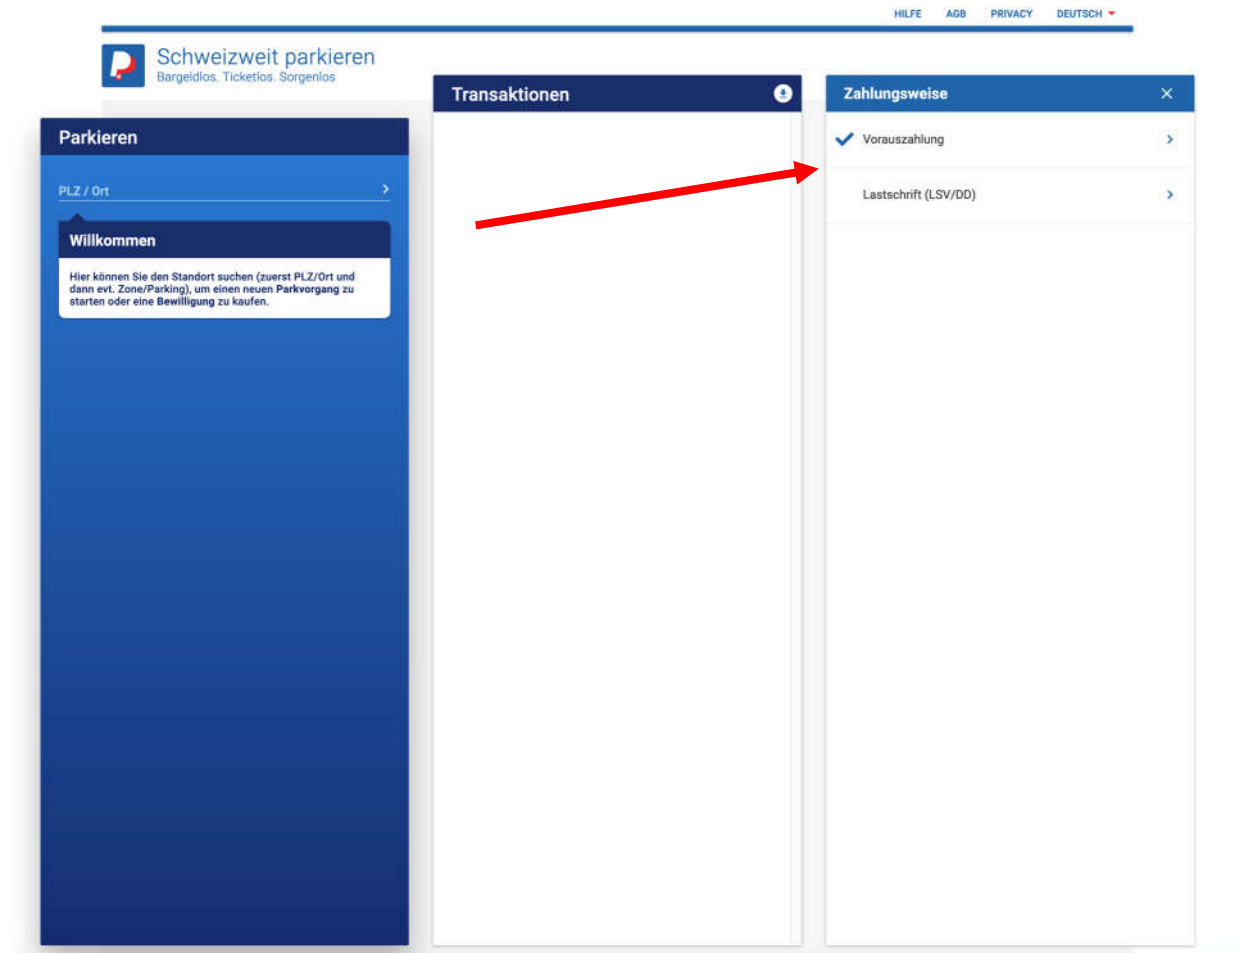 HILFE AGB PRIVACY DEUTSCH
Schweizweit parkieren
Bargeldlos. Ticketlos. Sorgenlos
Transaktionen
Zahlungsweise
Parkieren
Vorauszahlung
PLZ / Ort
Lastschrift (LSV/DD)
Willkommen
Hier können Sie den Standort suchen (zuerst PLZ/Ort und
dann evt. Zone/Parking), um einen neuen Parkvorgang zu
starten oder eine Bewilligung zu kaufen.